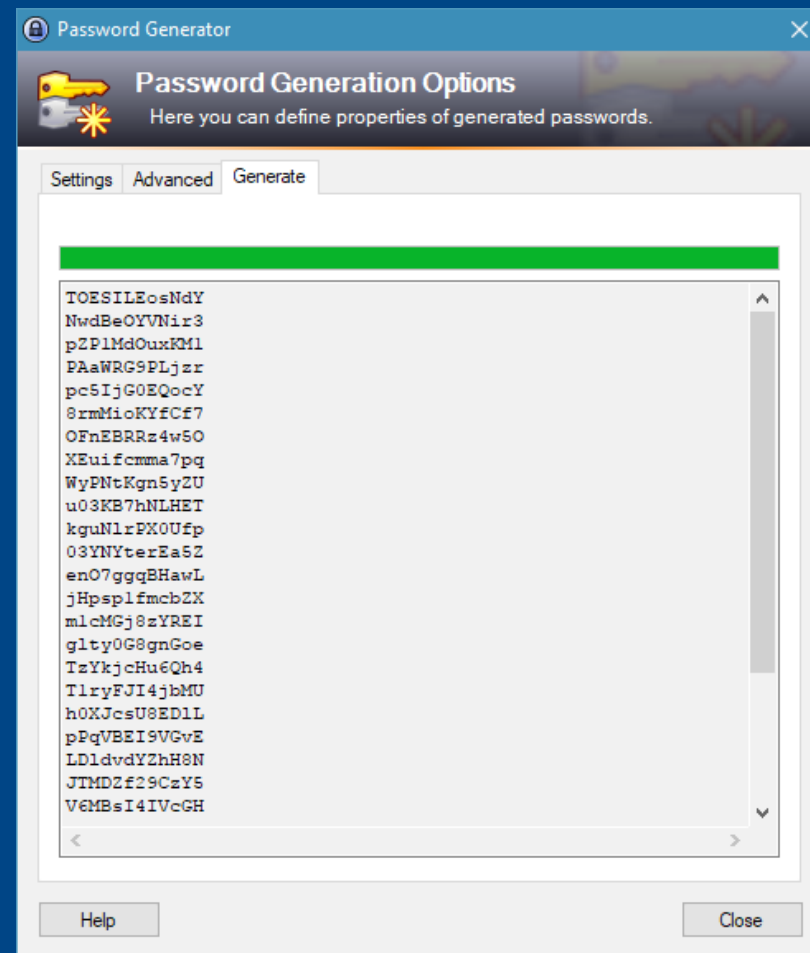 Password Generator
Password Generation Options
Here you can define properties of generated passwords.
Settings Advanced Generate
TOESILEosNdY
NwdBeOYVNir3
pZP1MdOuxKM1
PAaWRG9PLjzr
pc5IjG0EQocY
8rmMioKYfCf7
OFnEBRRz4w5O
XEuifcmma7pq
WyPNtKgn5yZU
u03KB7hNLHET
kguNlrPX0Ufp
03YNYterEa5Z
enO7ggqBHawL
jHpsplfmcbZX
mlcMGj8zYREI
glty0G8gnGoe
TzYkjcHu6Qh4
TlryFJI4jbMU
h0XJcsU8EDlL
pPqVBEI9VGvE
LDldvdYZhH8N
JTMDZf29CzY5
V6MBsI4IVcGH
Help Close